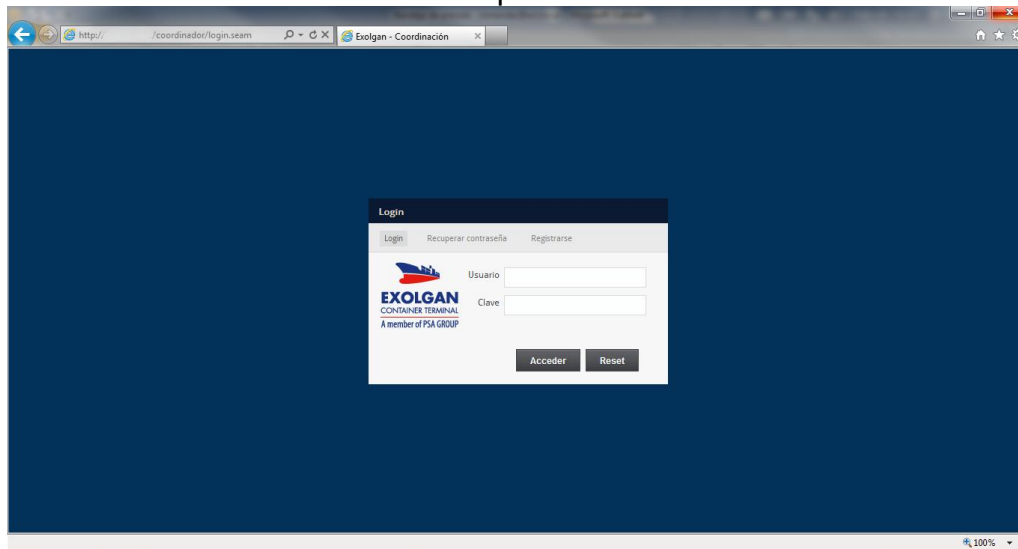 http://
/coordinador/login.seam
Exolgan - Coordinación
Login
Login Recuperar contraseña Registrarse
Usuario
EXOLGAN
CONTAINER TERMINAL
A member of PSA GROUP
Clave
Acceder Reset
100%